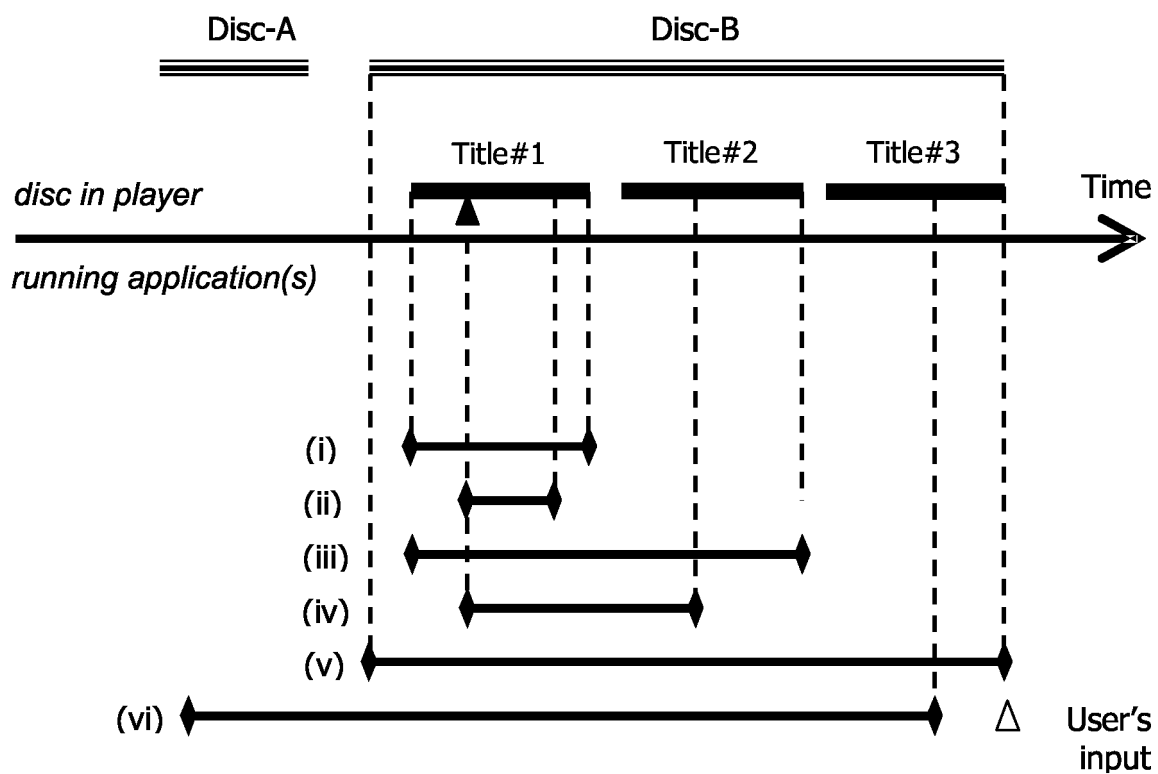 Disc-A
Disc-B
Title#1
Title#2
Title#3
disc in player
Time
running application(s)
(i)
(ii)
(iii)
(iv)
(v)
(vi)
User's
input